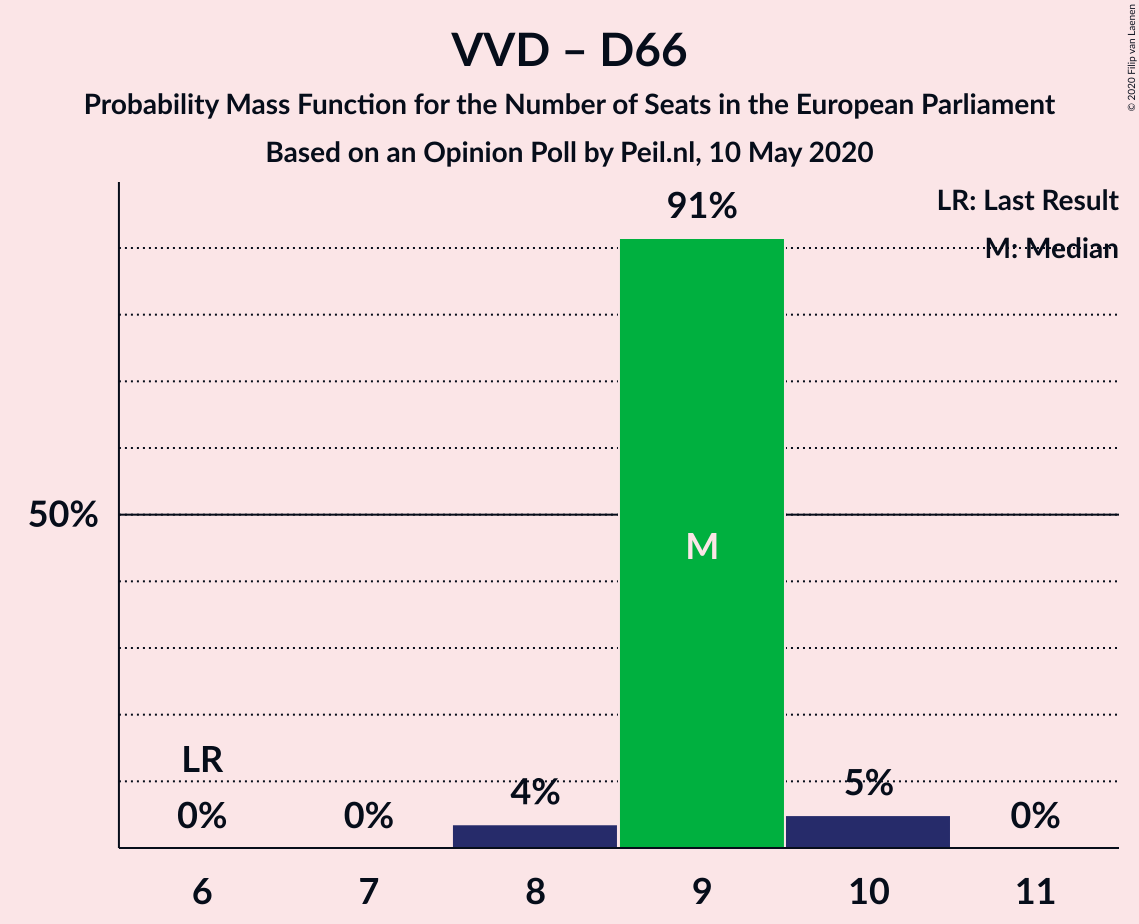 VVD – D66
Probability Mass Function for the Number of Seats in the European Parliament
Based on an Opinion Poll by Peil.nl, 10 May 2020
© 2020 Filip van Laenen
LR: Last Result
M: Median
91%
50%
M
LR
0%
0%
4%
5%
0%
6
7
8
9
10
11